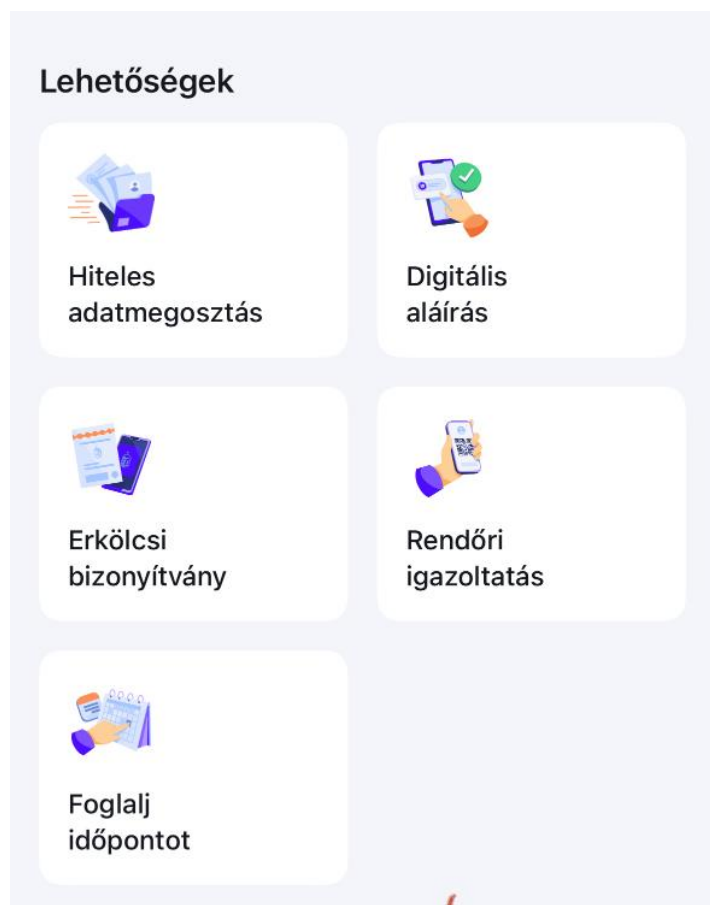 Lehetőségek
Hiteles
adatmegosztás
Digitális
aláírás
Erkölcsi
bizonyítvány
Rendőri
igazoltatás
Foglalj
időpontot